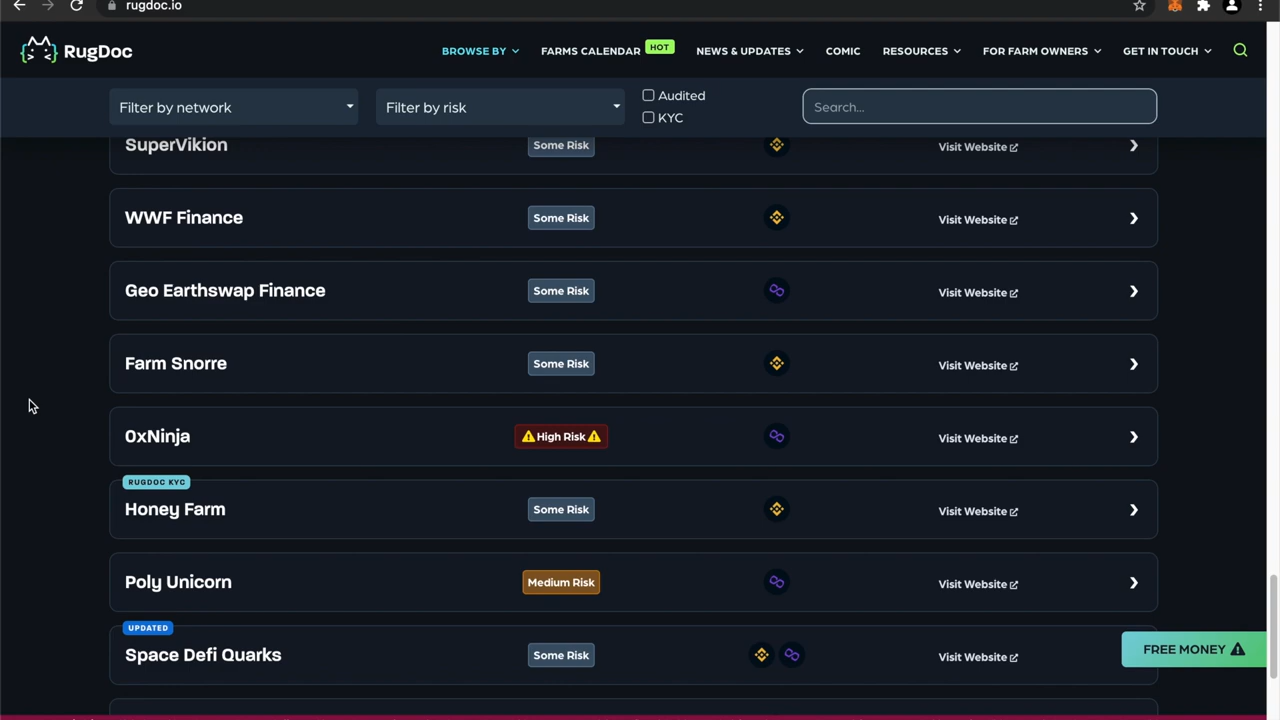 rugdoc.io
RugDoc
BROWSE BY
FARMS CALENDAR HOT
NEWS & UPDATES
COMIC
RESOURCES
FOR FARM OWNERS
GET IN TOUCH
Filter by network
Filter by risk
Audited
KYC
Search...
SuperVikion Some Risk Visit Website
WWF Finance Some Risk Visit Website
Geo Earthswap Finance Some Risk Visit Website
Farm Snorre Some Risk Visit Website
0xNinja High Risk Visit Website
RUGDOC KYC
Honey Farm Some Risk Visit Website
Poly Unicorn Medium Risk Visit Website
UPDATED
Space Defi Quarks Some Risk Visit Website
FREE MONEY